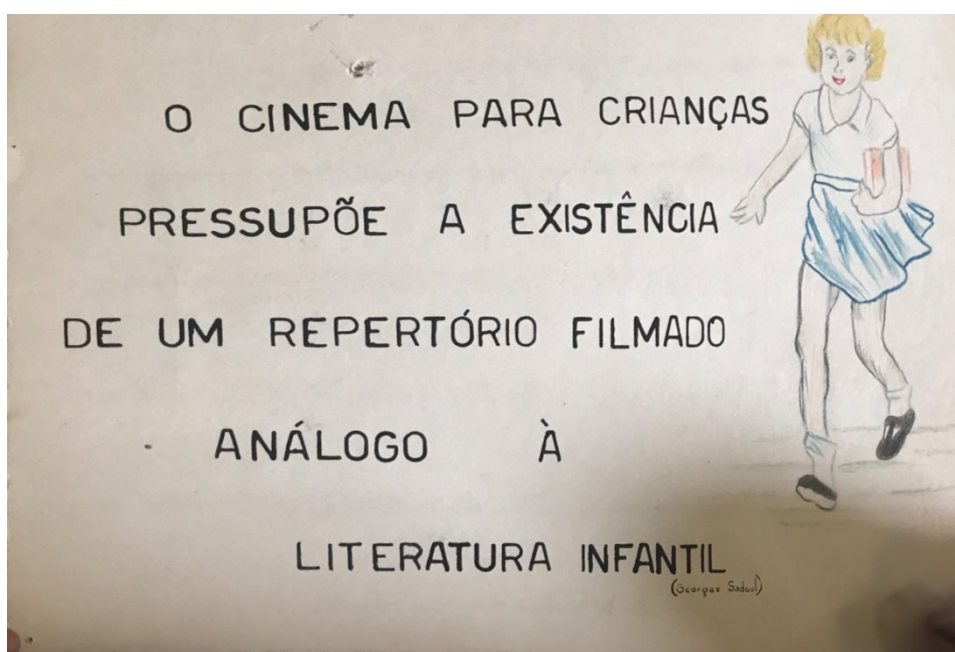 O CINEMA PARA CRIANÇAS
PRESSUPÕE A EXISTÊNCIA
DE UM REPERTÓRIO FILMADO
ANÁLOGO À
LITERATURA INFANTIL
(Georges Sadoul)